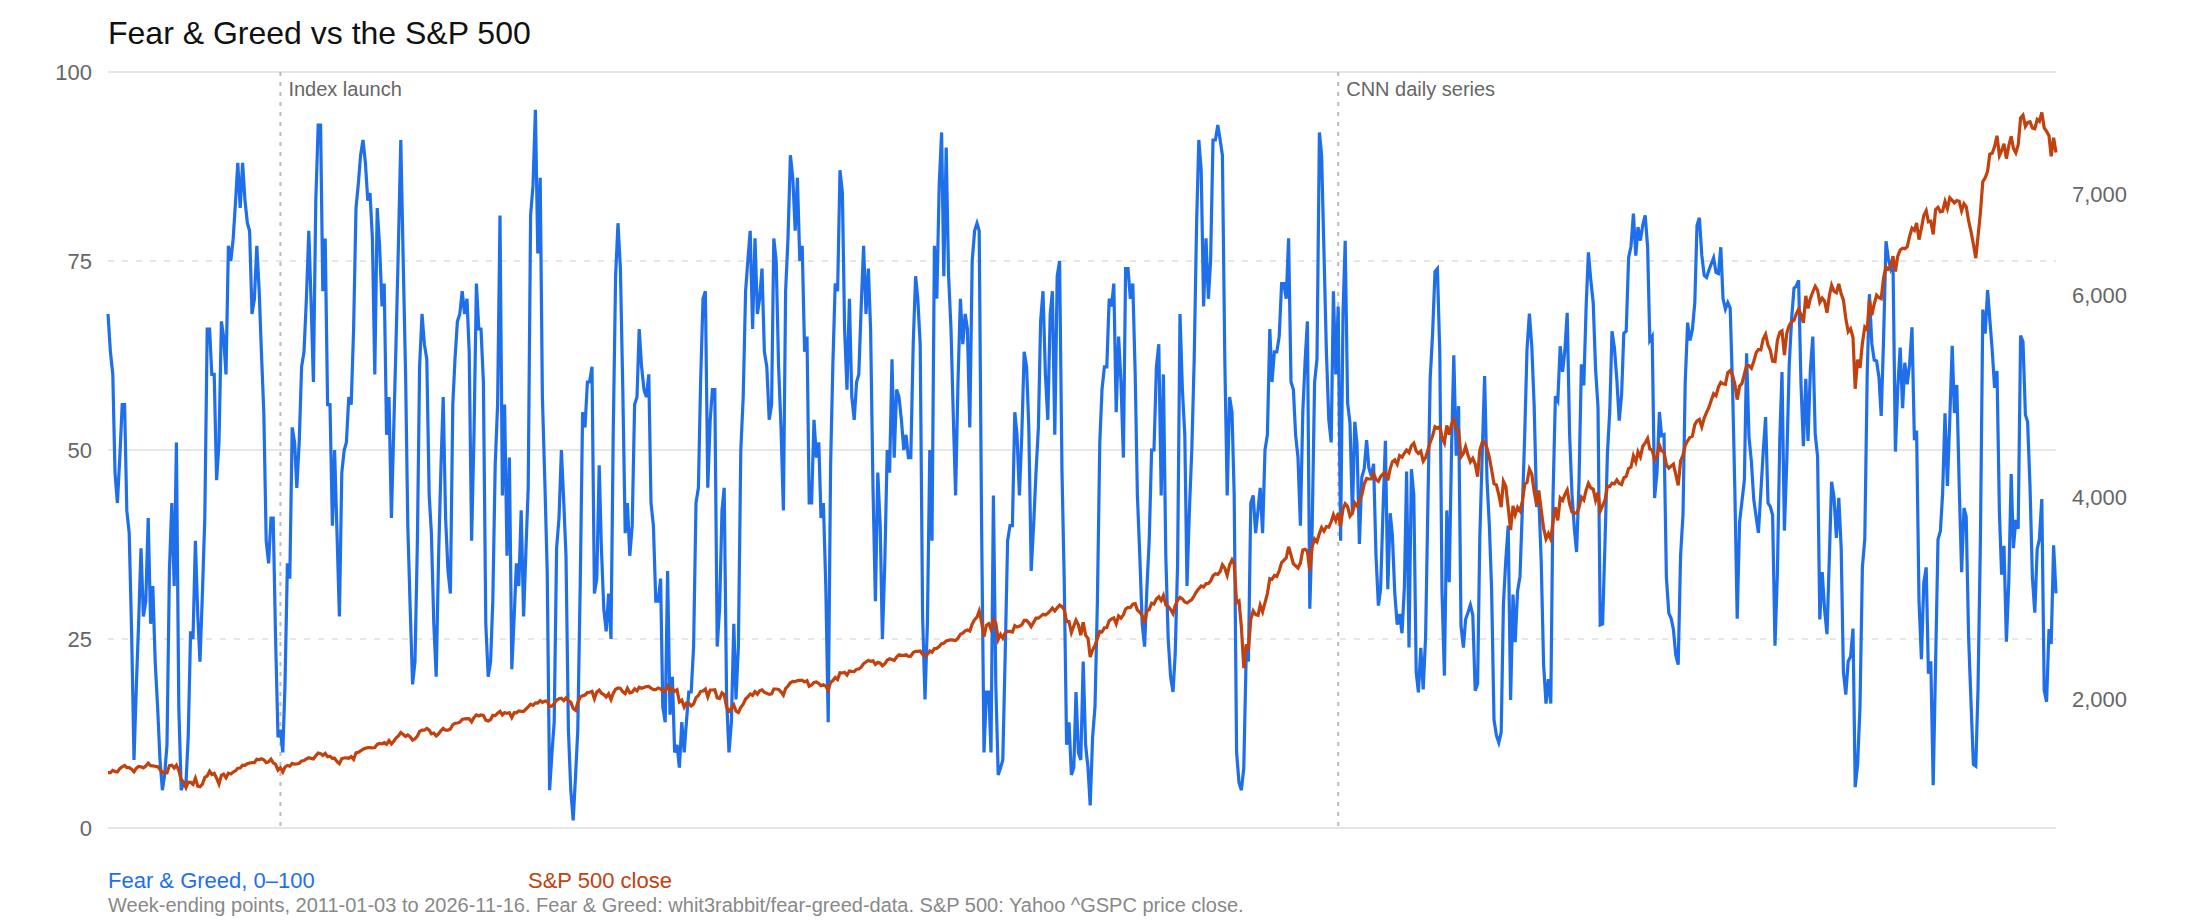 Fear & Greed vs the S&P 500
100
Index launch
CNN daily series
75
7,000
6,000
50
4,000
25
2,000
0
Fear & Greed, 0–100
S&P 500 close
Week-ending points, 2011-01-03 to 2026-11-16. Fear & Greed: whit3rabbit/fear-greed-data. S&P 500: Yahoo ^GSPC price close.